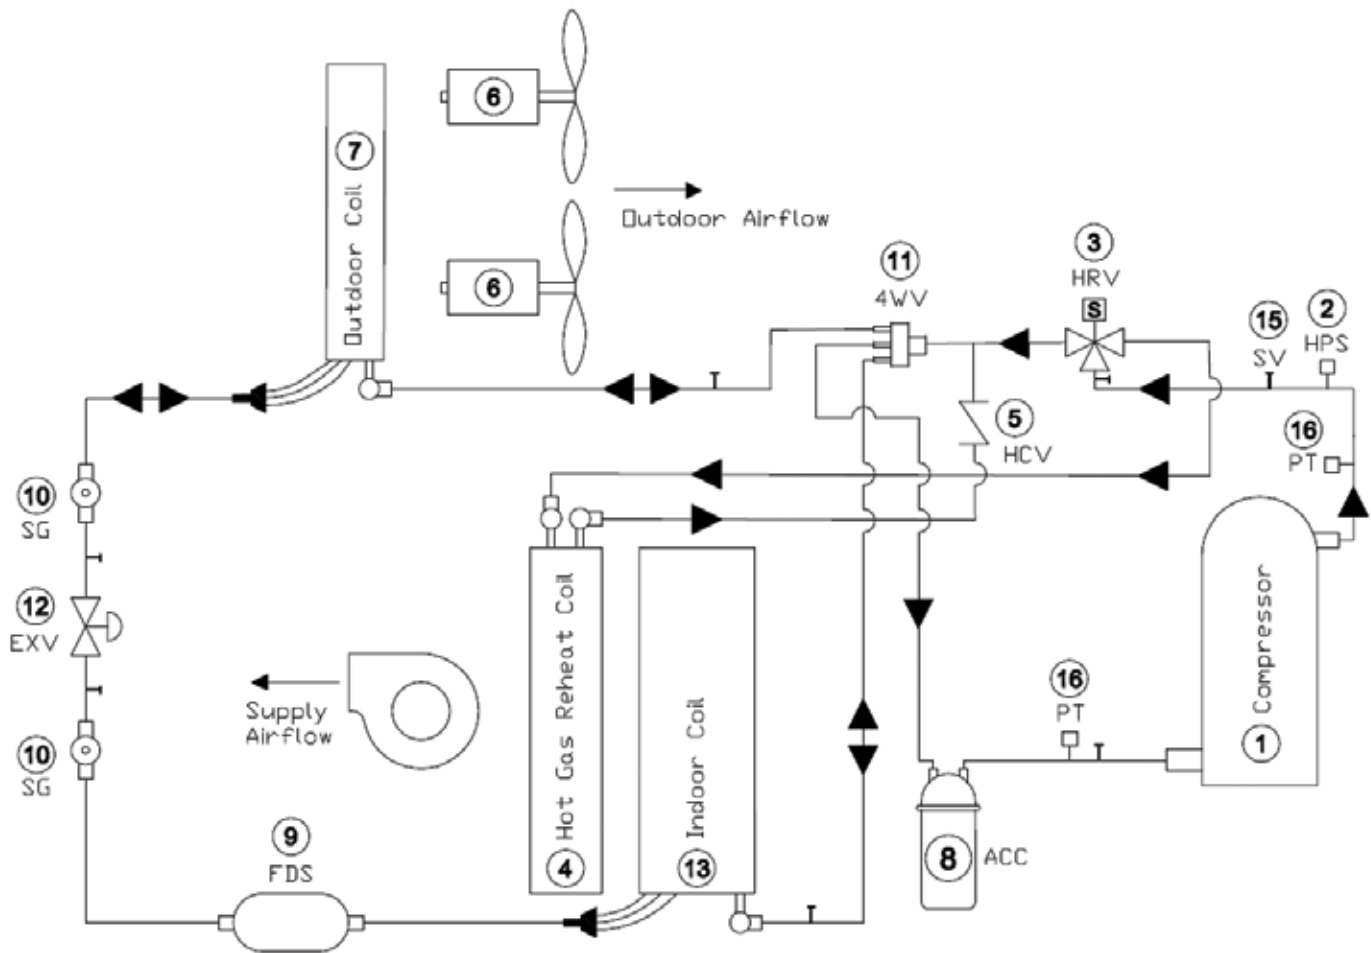 6
7
Outdoor Coil
Outdoor Airflow
6
11
4WV
3
HRV
S
15
SV
2
HPS
16
PT
5
HCV
10
SG
12
EXV
10
SG
Supply
Airflow
Hot Gas Reheat Coil
4
Indoor Coil
13
Compressor
1
16
PT
8
ACC
9
FDS